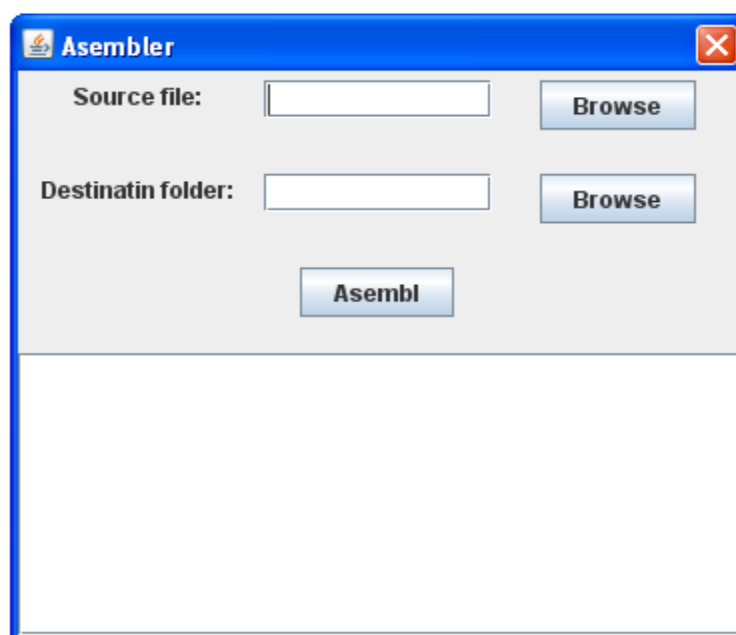 Asembler
Source file:
Browse
Destinatin folder:
Browse
Asembl